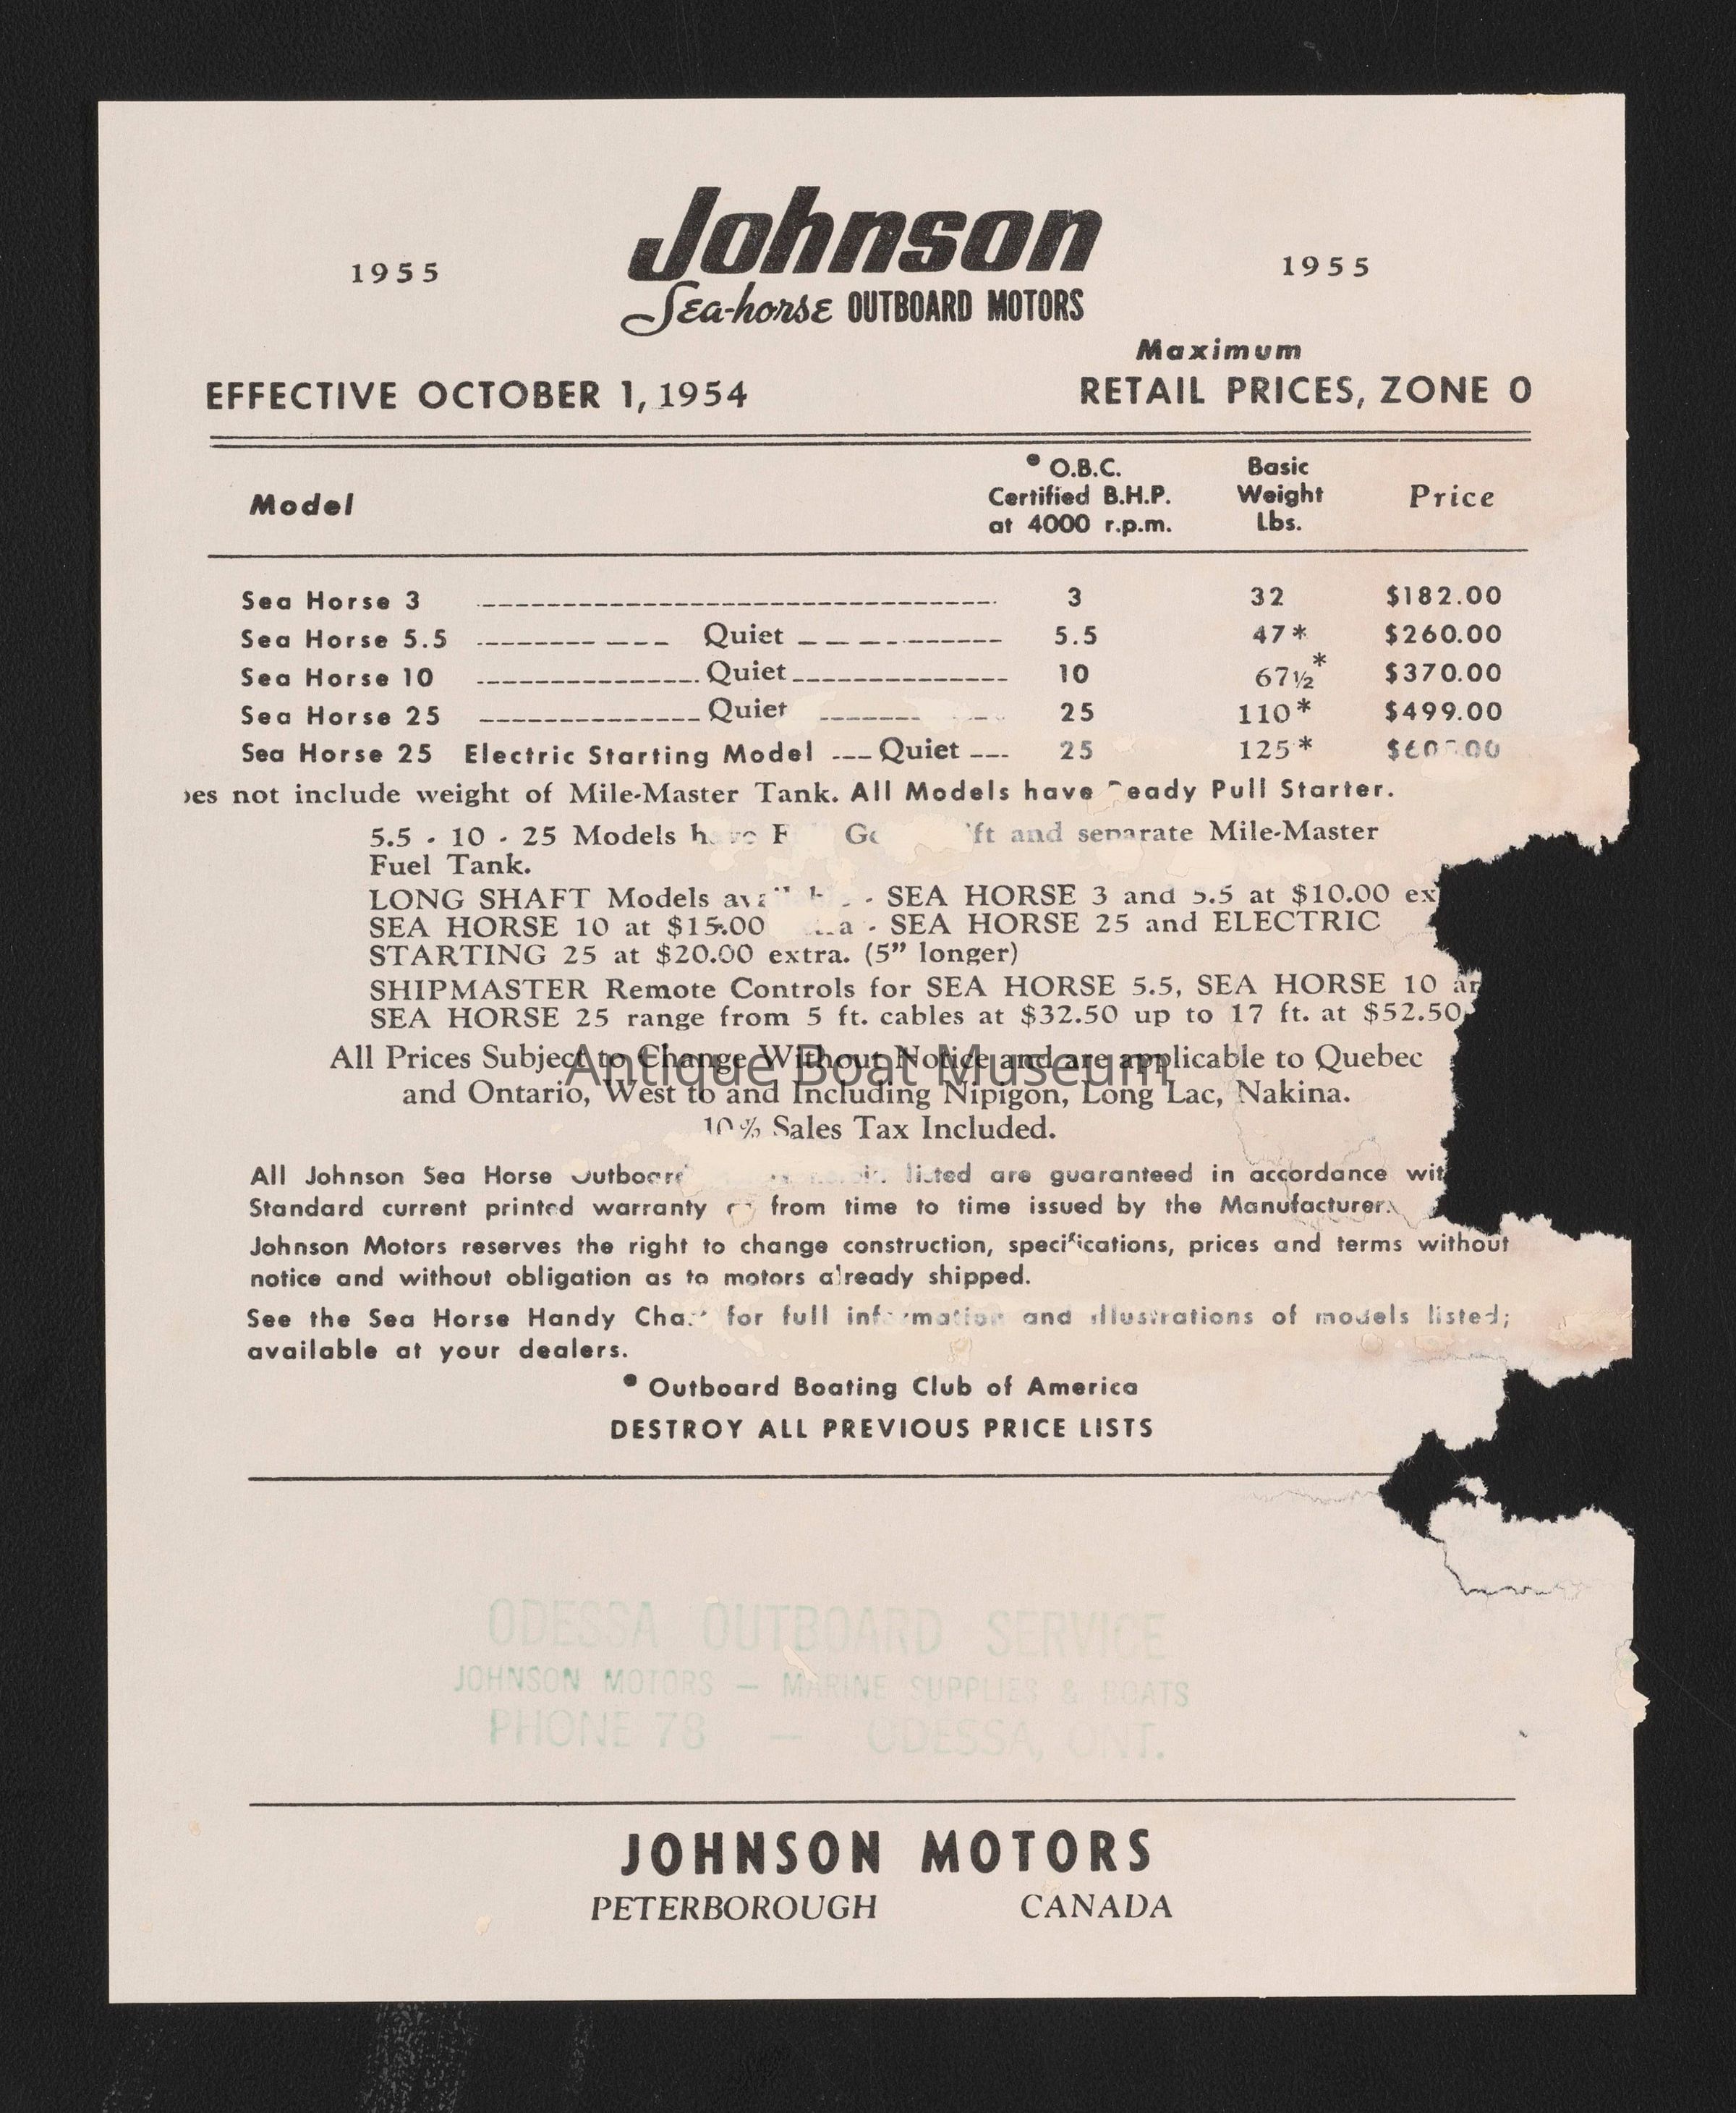 Johnson
1955 1955
Sea-horse OUTBOARD MOTORS
Maximum
EFFECTIVE OCTOBER 1, 1954 RETAIL PRICES, ZONE 0
Model
• O.B.C. Certified B.H.P. at 4000 r.p.m.
Basic Weight Lbs.
Price
Sea Horse 3 3 32 $182.00
Sea Horse 5.5 Quiet 5.5 47* $260.00
Sea Horse 10 Quiet 10 67½* $370.00
Sea Horse 25 Quiet 25 110* $499.00
Sea Horse 25 Electric Starting Model Quiet 25 125*
not include weight of Mile-Master Tank. All Models have Pull Starter.
5.5 - 10 - 25 Models and separate Mile-Master
Fuel Tank.
LONG SHAFT Models - SEA HORSE 3 and 5.5 at $10.00
SEA HORSE 10 at $15.00 - SEA HORSE 25 and ELECTRIC
STARTING 25 at $20.00 extra. (5” longer)
SHIPMASTER Remote Controls for SEA HORSE 5.5, SEA HORSE 10
SEA HORSE 25 range from 5 ft. cables at $32.50 up to 17 ft. at $52.50
All Prices Subject to Change Without Notice and are applicable to Quebec
Antique Boat Museum
and Ontario, West to and Including Nipigon, Long Lac, Nakina.
10% Sales Tax Included.
All Johnson Sea Horse Outboard listed are guaranteed in accordance
Standard current printed warranty from time to time issued by the Manufacturer.
Johnson Motors reserves the right to change construction, specifications, prices and terms without
notice and without obligation as to motors already shipped.
See the Sea Horse Handy Chart for full information and illustrations of models listed;
available at your dealers.
• Outboard Boating Club of America
DESTROY ALL PREVIOUS PRICE LISTS
ODESSA OUTBOARD SERVICE
JOHNSON MOTORS — MARINE SUPPLIES & BOATS
PHONE 78 — ODESSA, ONT.
JOHNSON MOTORS
PETERBOROUGH CANADA